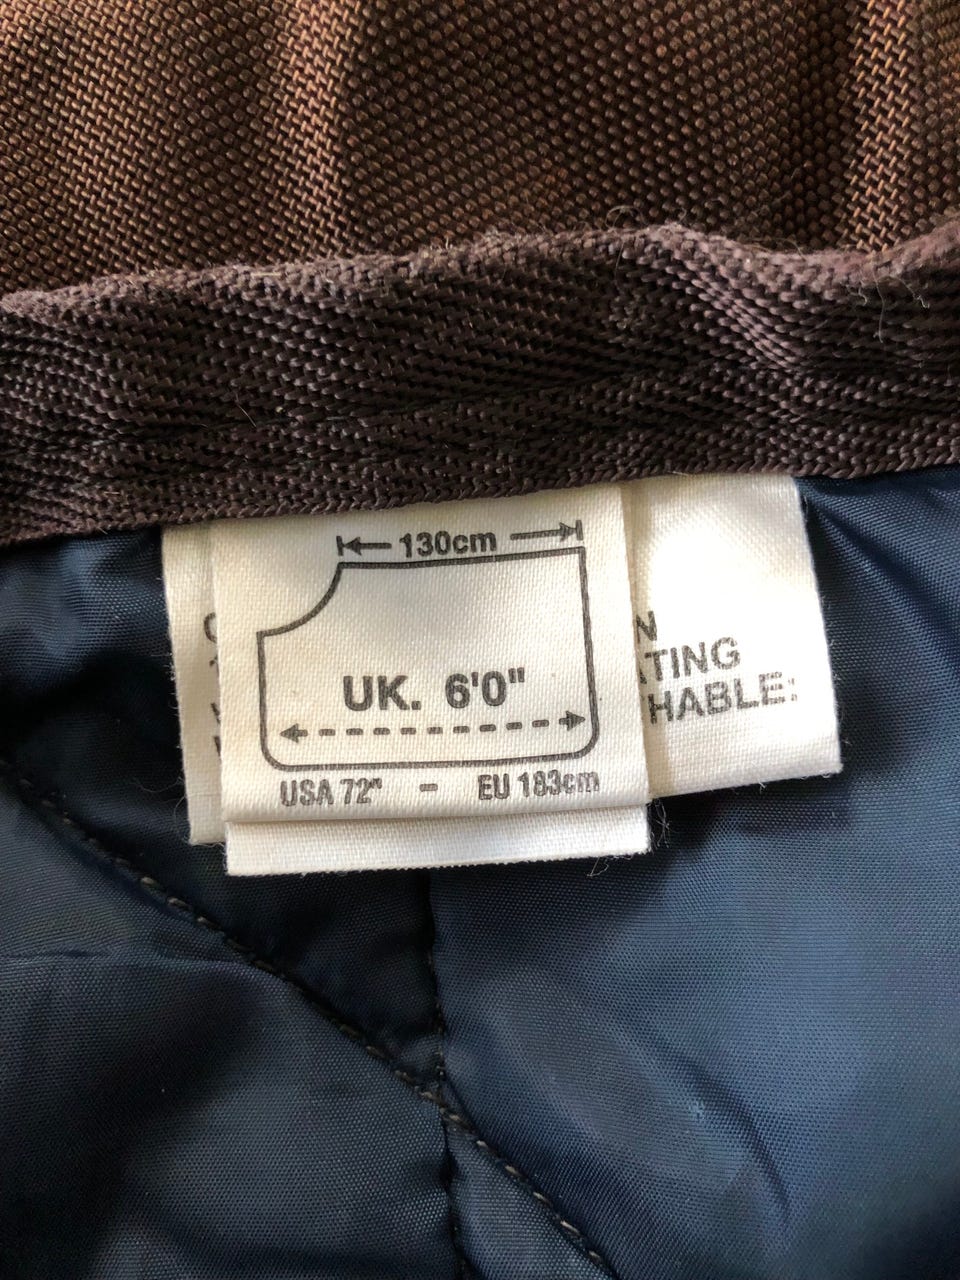 130cm
UK. 6'0"
USA 72" - EU 183cm
N
TING
HABLE: